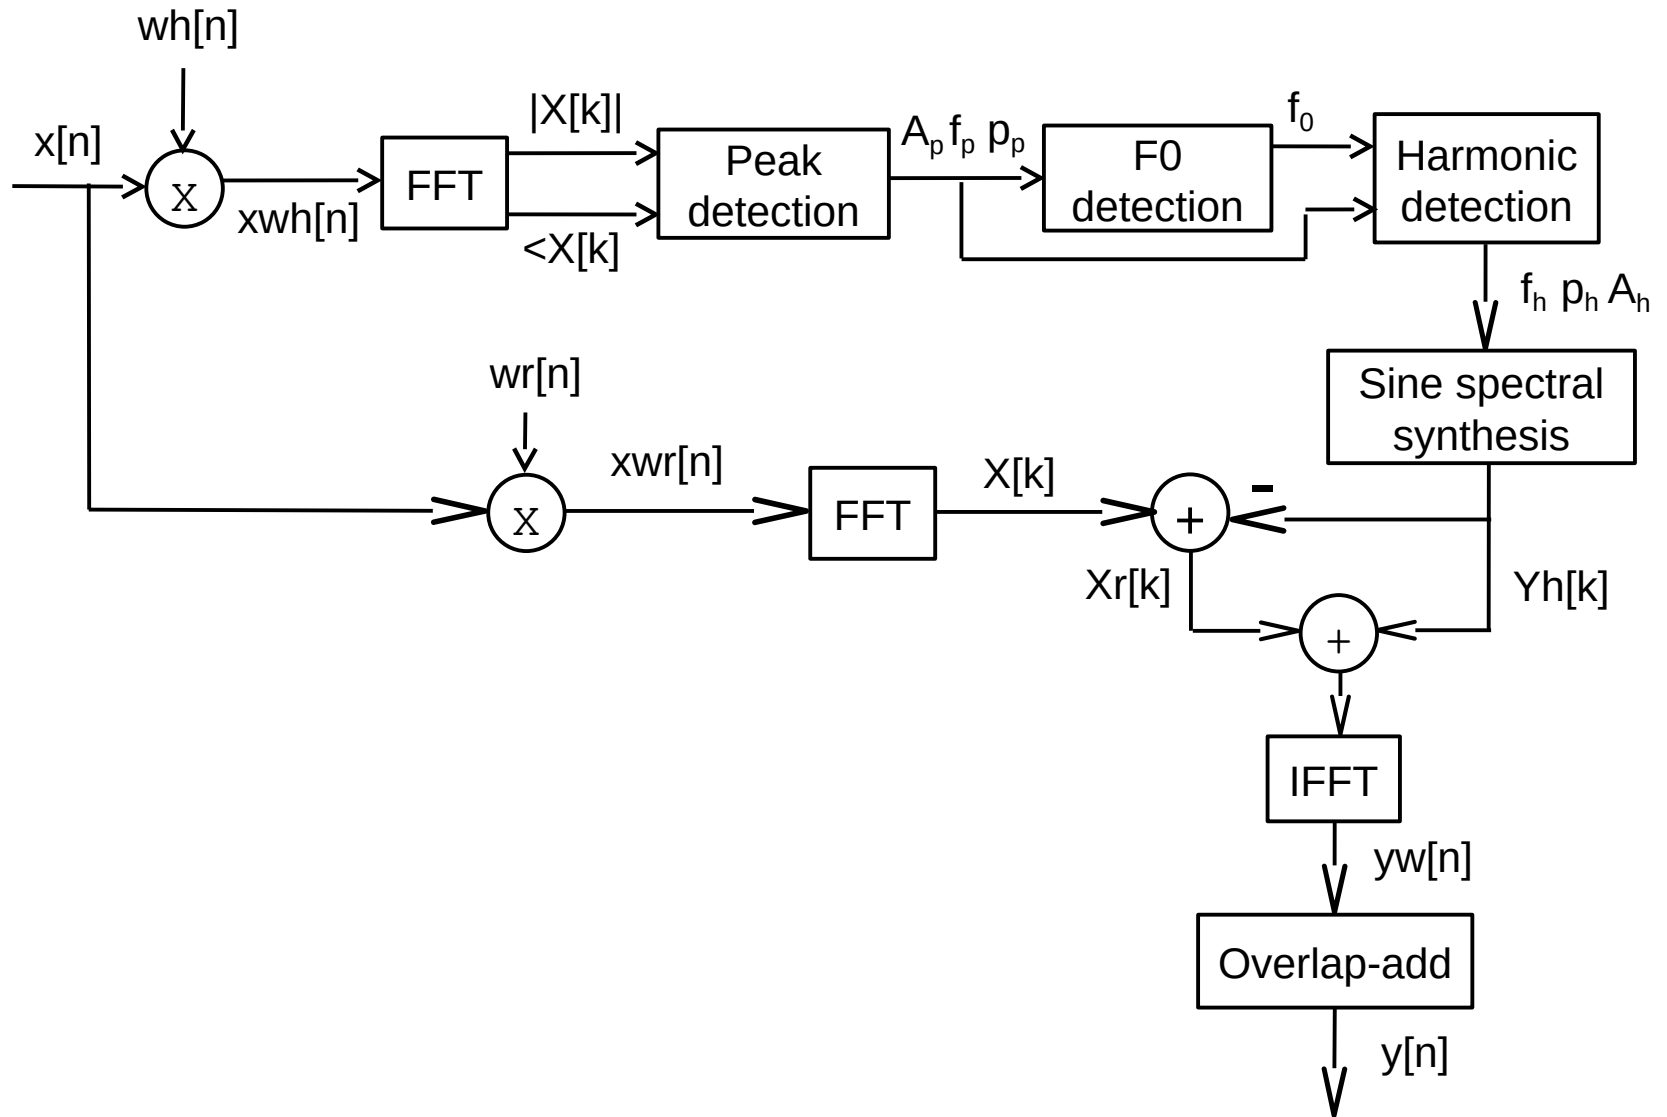 wh[n]
x[n]
X
xwh[n]
FFT
|X[k]|
<X[k]
Peak
detection
Ap fp pp
F0
detection
f0
Harmonic
detection
fh ph Ah
Sine spectral
synthesis
wr[n]
X
xwr[n]
FFT
X[k]
+
-
Xr[k]
Yh[k]
+
IFFT
yw[n]
Overlap-add
y[n]